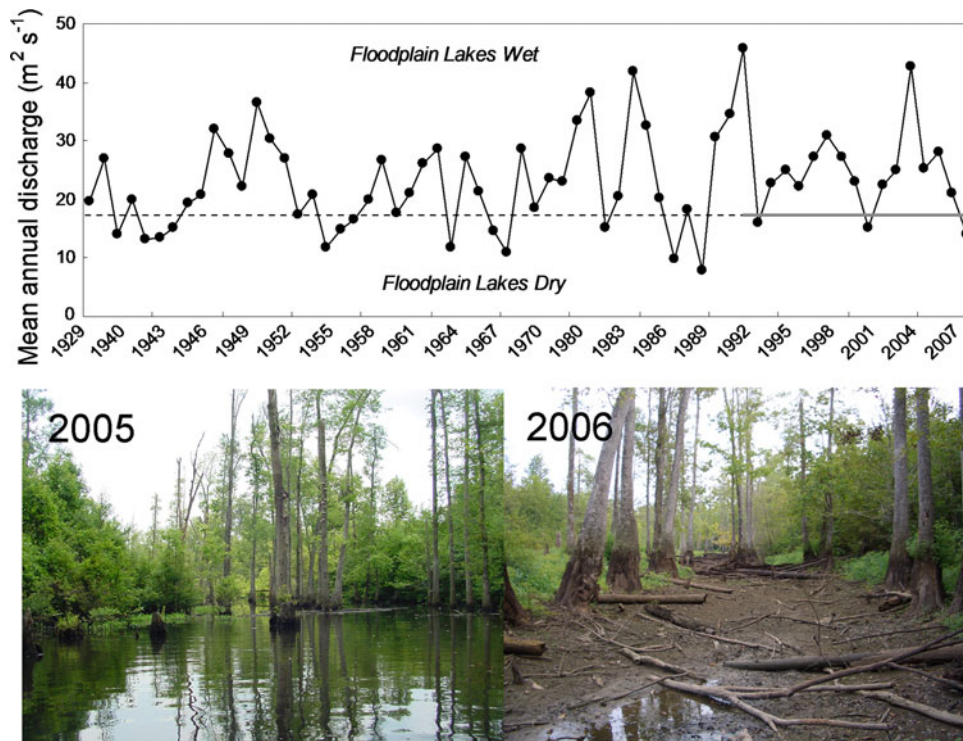 Mean annual discharge (m² s⁻¹)
50
40
30
20
10
0
Floodplain Lakes Wet
Floodplain Lakes Dry
1929 1940 1943 1946 1949 1952 1955 1958 1961 1964 1967 1970 1980 1983 1986 1989 1992 1995 1998 2001 2004 2007
2005
2006